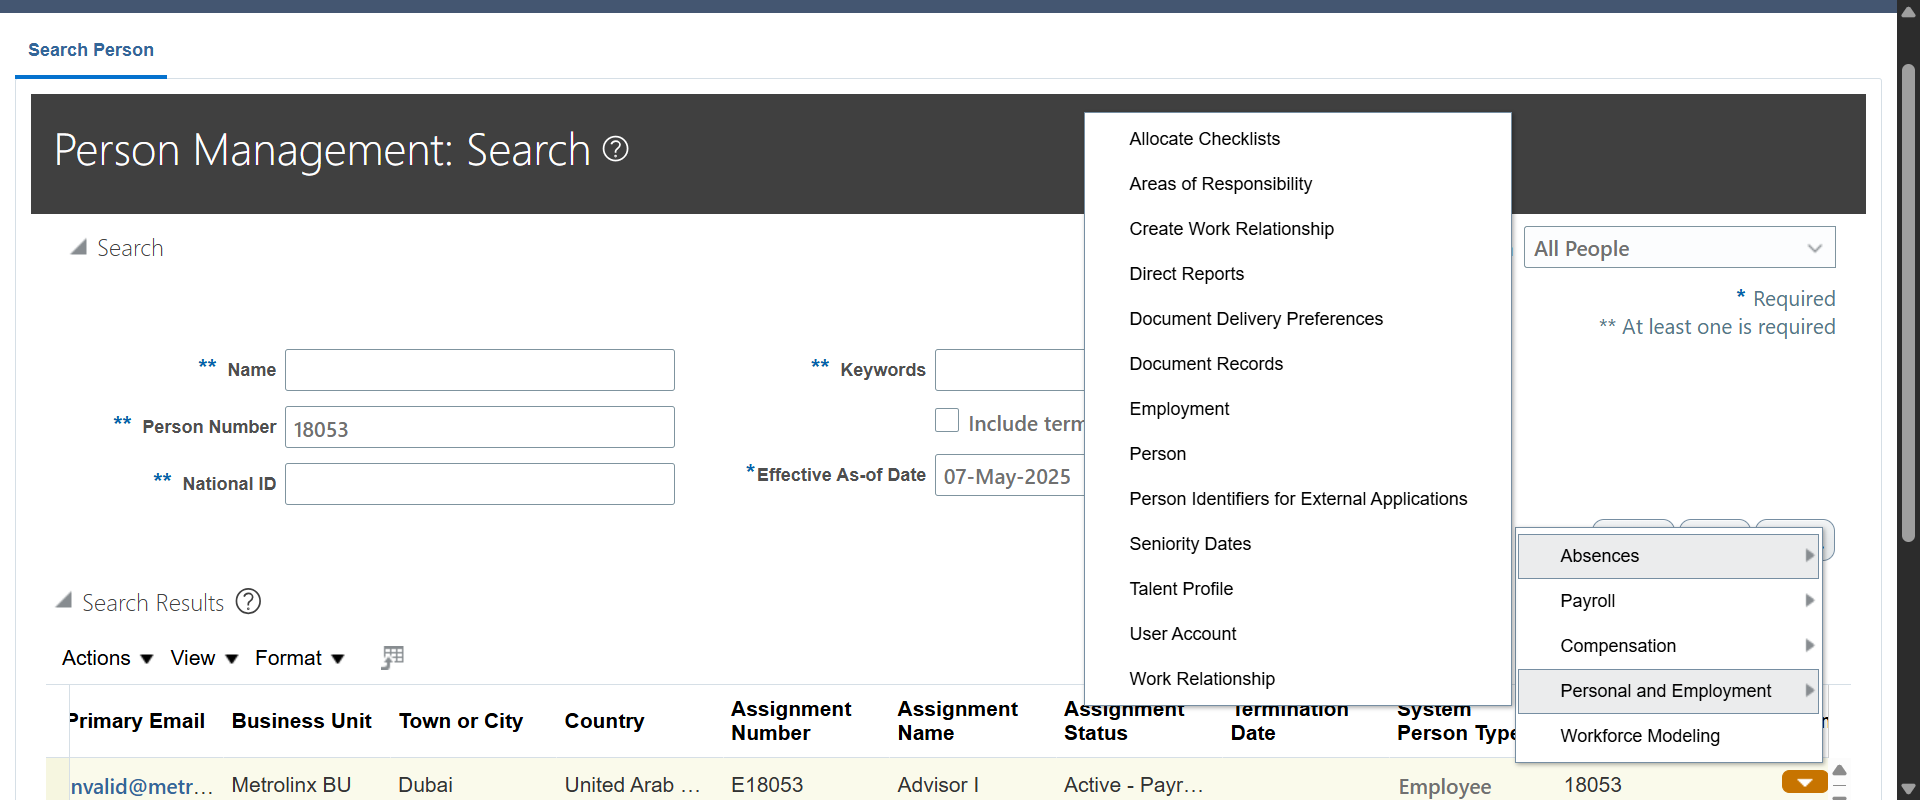 Search Person
Person Management: Search
Search
All People
* Required
** At least one is required
** Name
** Keywords
** Person Number 18053
Include term
** National ID
*Effective As-of Date 07-May-2025
Allocate Checklists
Areas of Responsibility
Create Work Relationship
Direct Reports
Document Delivery Preferences
Document Records
Employment
Person
Person Identifiers for External Applications
Seniority Dates
Talent Profile
User Account
Work Relationship
Absences
Payroll
Compensation
Personal and Employment
Workforce Modeling
Search Results
Actions View Format
Primary Email Business Unit Town or City Country Assignment Number Assignment Name Assignment Status Termination Date System Person Type
nvalid@metr... Metrolinx BU Dubai United Arab ... E18053 Advisor I Active - Payr... Employee 18053